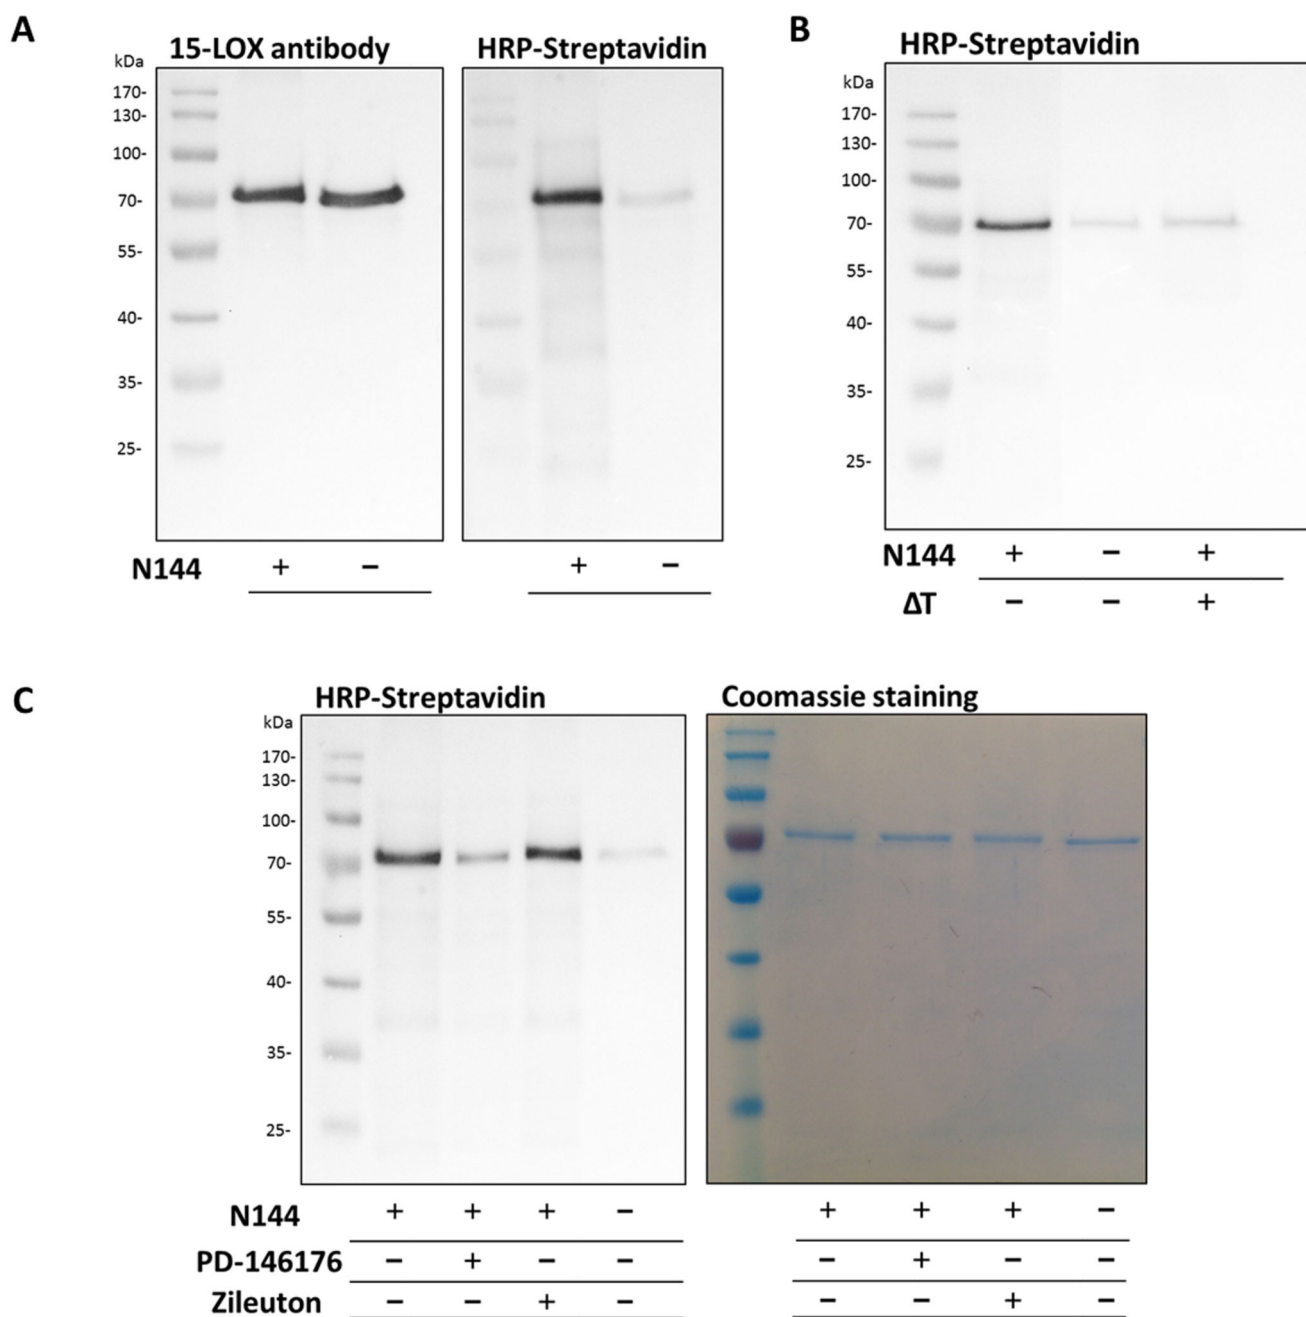 A
15-LOX antibody
HRP-Streptavidin
kDa
170-
130-
100-
70-
55-
40-
35-
25-
N144 + −
+ −
B
HRP-Streptavidin
kDa
170-
130-
100-
70-
55-
40-
35-
25-
N144 + − +
ΔT − − +
C
HRP-Streptavidin
Coomassie staining
kDa
170-
130-
100-
70-
55-
40-
35-
25-
N144 + + + − + + + −
PD-146176 − + − − − + − −
Zileuton − − + − − − + −